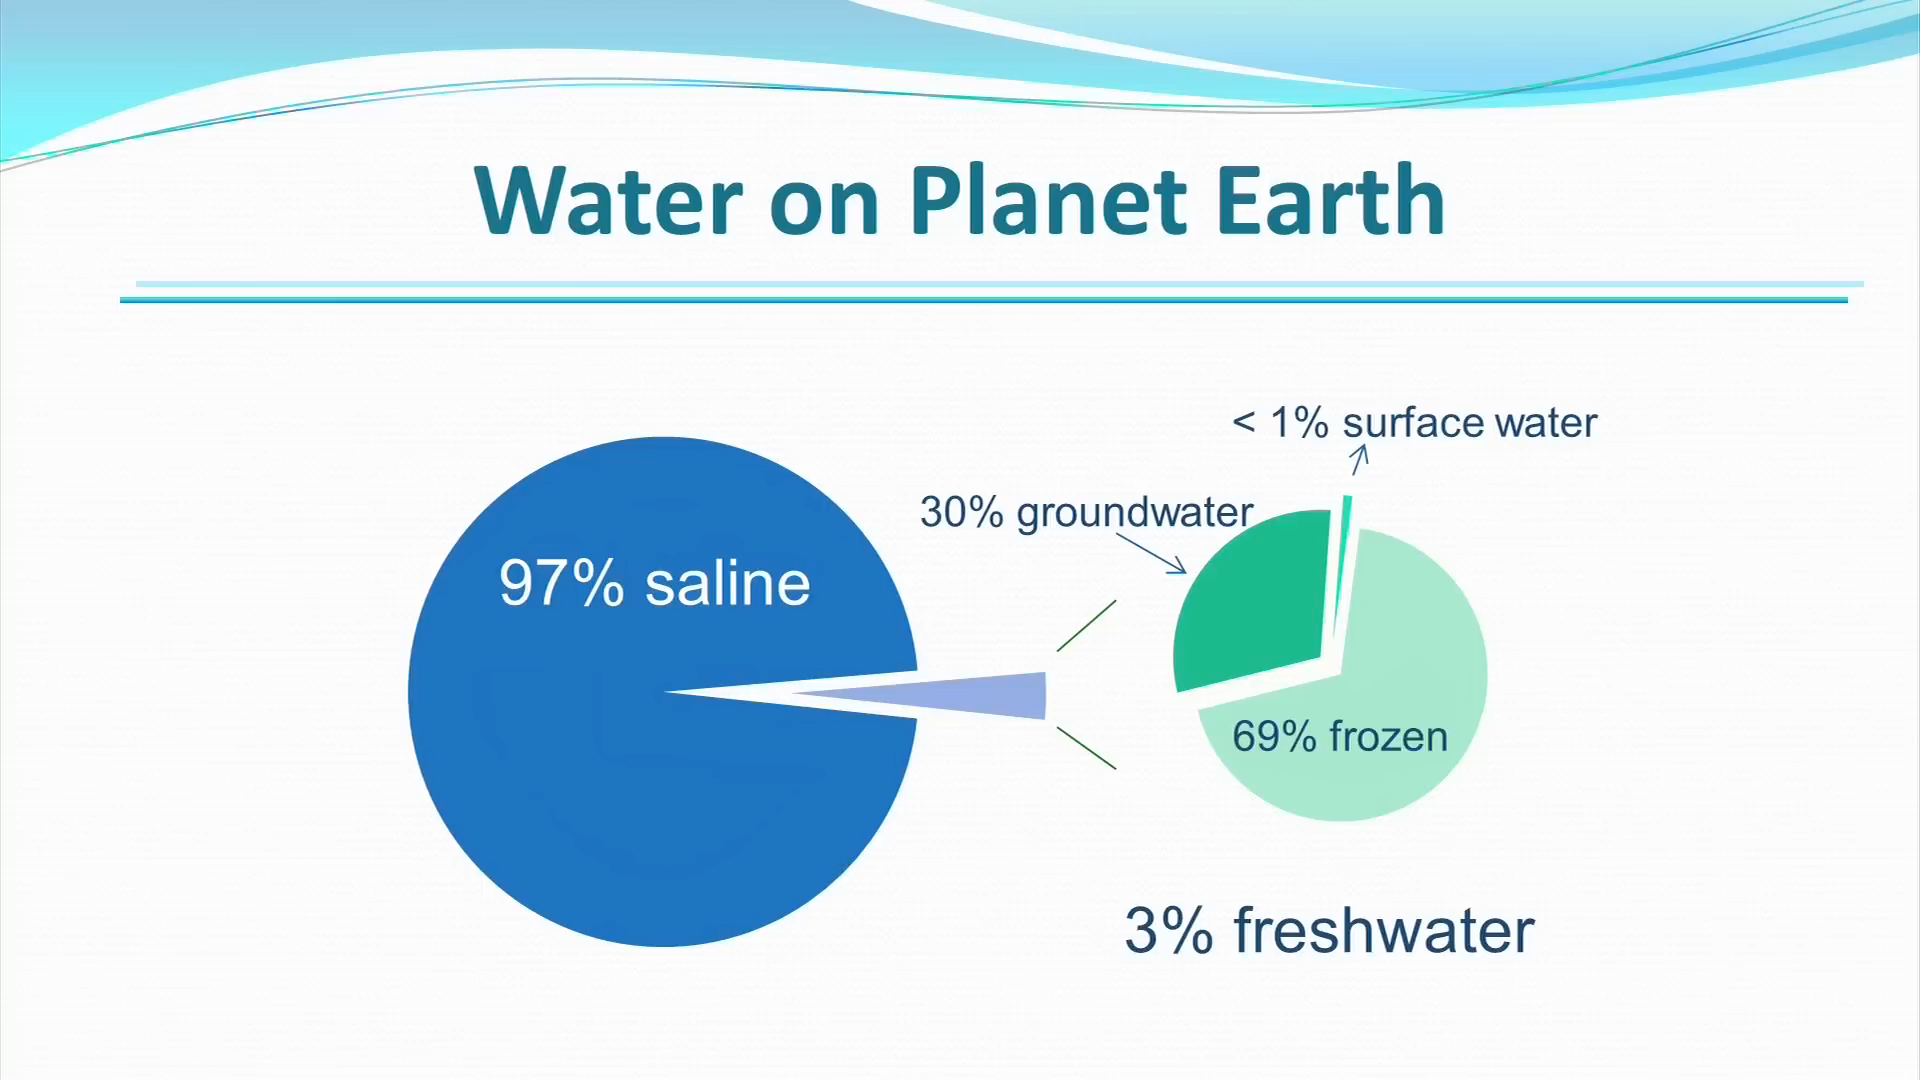 Water on Planet Earth
< 1% surface water
30% groundwater
97% saline
69% frozen
3% freshwater